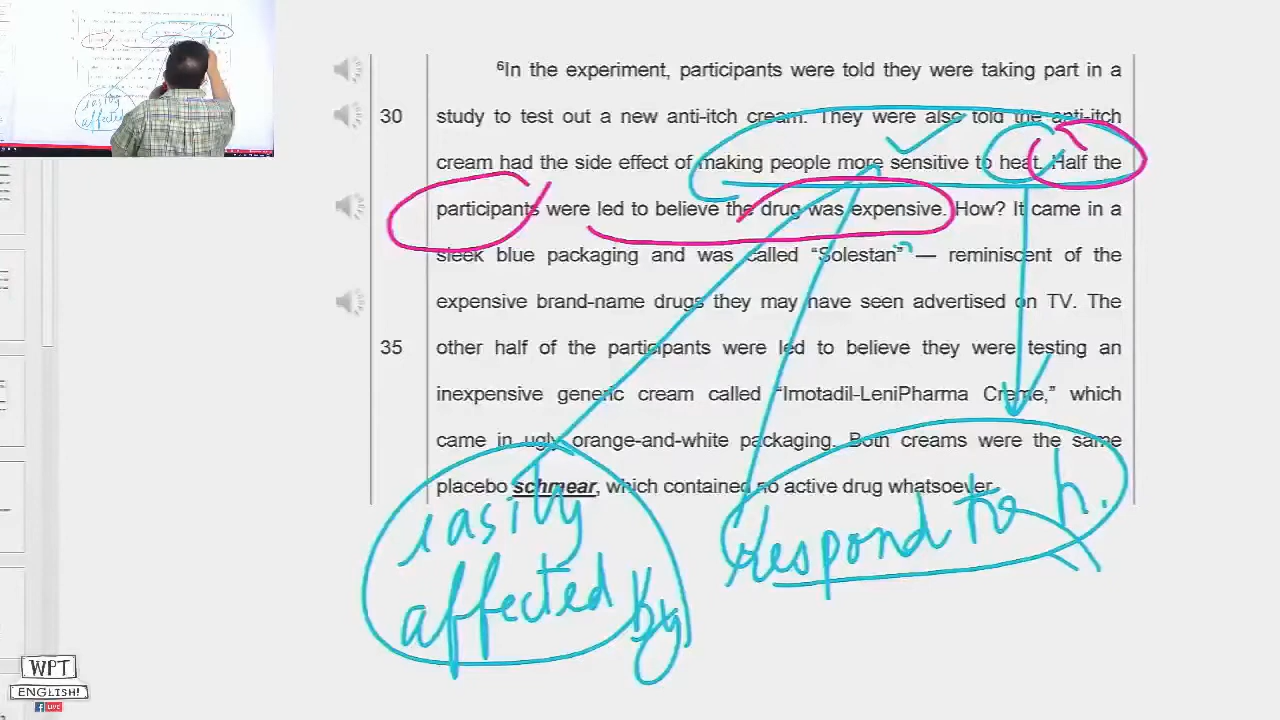 ⁶In the experiment, participants were told they were taking part in a
30 study to test out a new anti-itch cream. They were also told the anti-itch
cream had the side effect of making people more sensitive to heat. Half the
participants were led to believe the drug was expensive. How? It came in a
sleek blue packaging and was called “Solestan” — reminiscent of the
expensive brand-name drugs they may have seen advertised on TV. The
35 other half of the participants were led to believe they were testing an
inexpensive generic cream called “Imotadil-LeniPharma Creme,” which
came in ugly orange-and-white packaging. Both creams were the same
placebo schmear, which contained no active drug whatsoever.
easily
affected by
respond to h.
WPT
ENGLISH!
LIVE